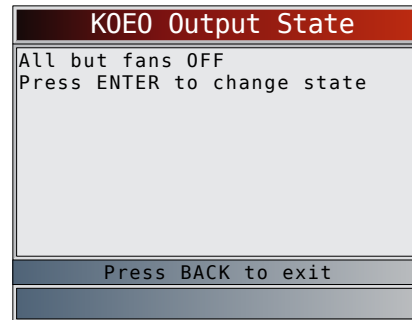 KOEO Output State
All but fans OFF
Press ENTER to change state
Press BACK to exit